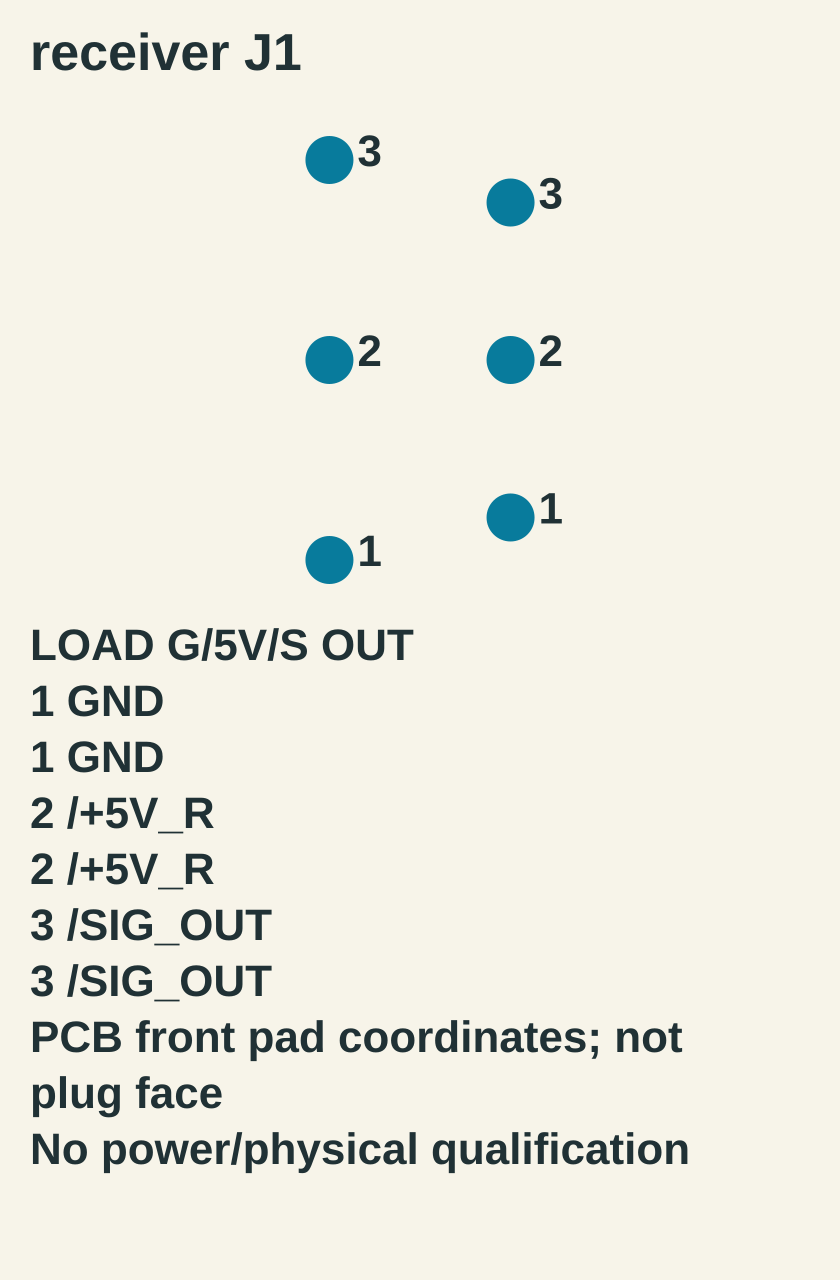 receiver J1
3
3
2
2
1
1
LOAD G/5V/S OUT
1 GND
1 GND
2 /+5V_R
2 /+5V_R
3 /SIG_OUT
3 /SIG_OUT
PCB front pad coordinates; not
plug face
No power/physical qualification